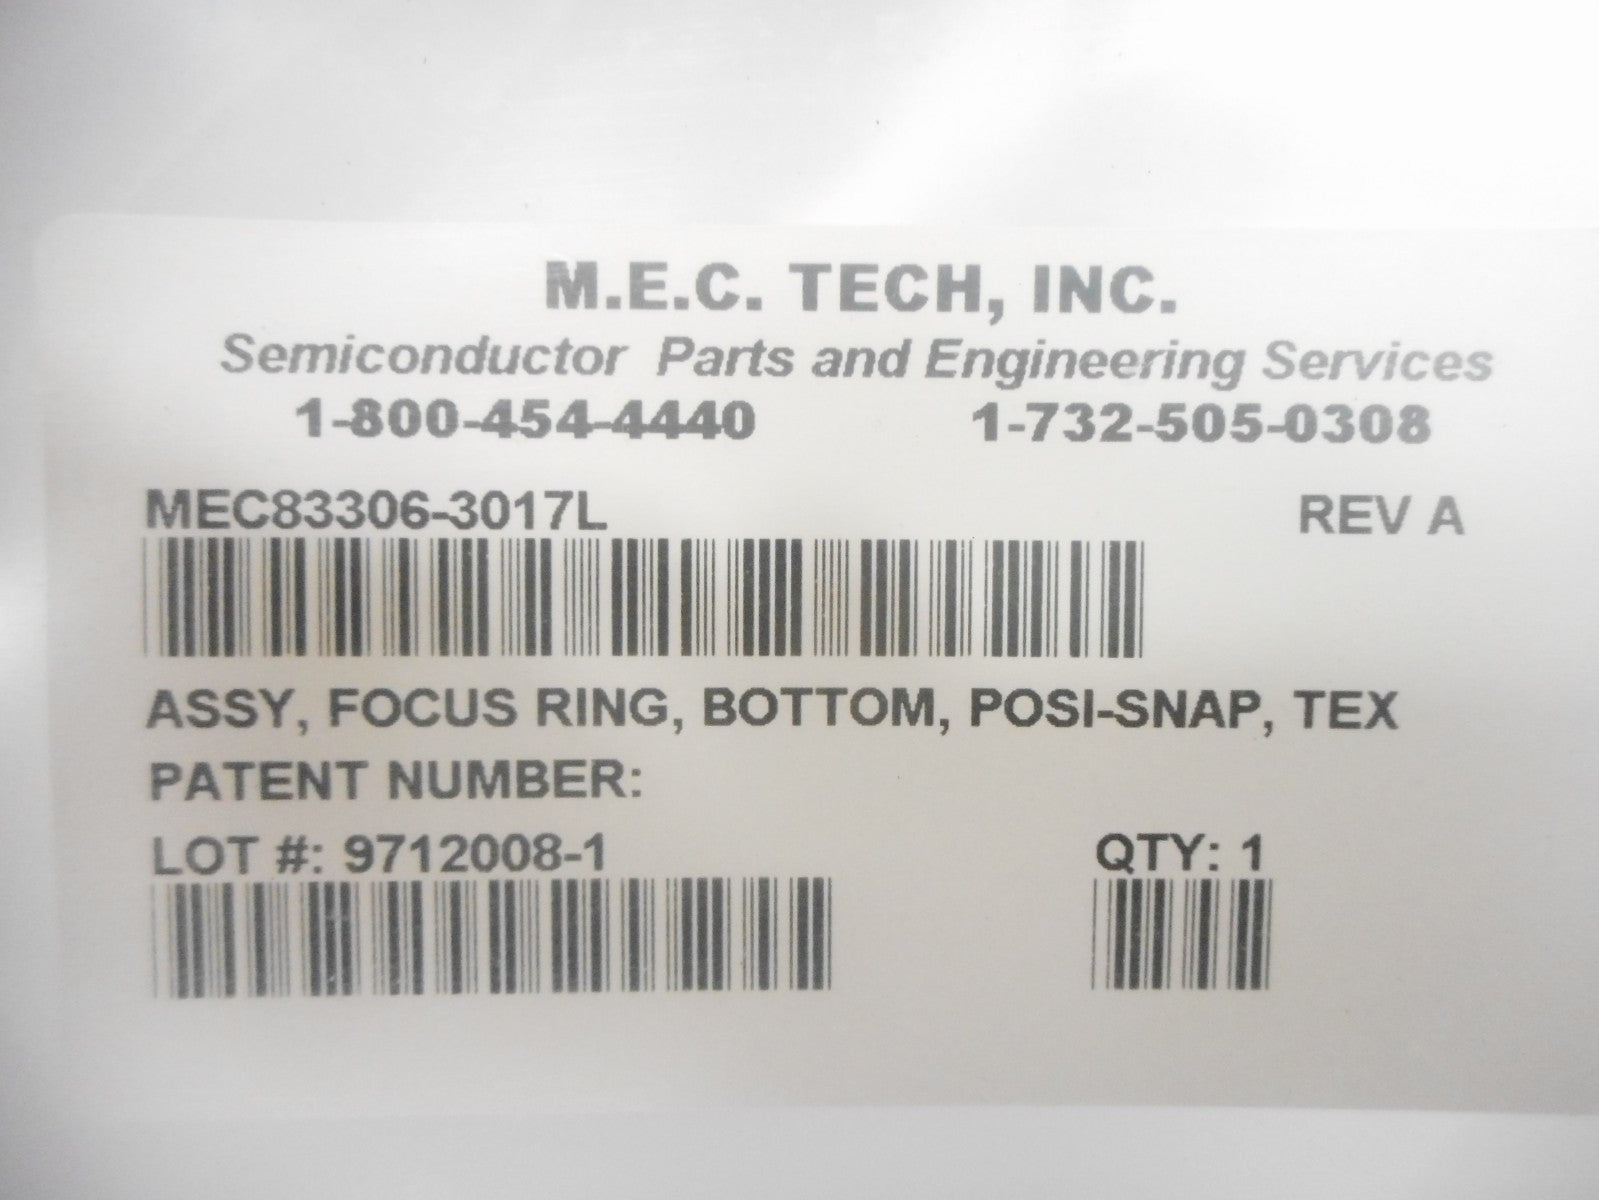 M.E.C. TECH, INC.
Semiconductor Parts and Engineering Services
1-800-454-4440 1-732-505-0308
MEC83306-3017L REV A
ASSY, FOCUS RING, BOTTOM, POSI-SNAP, TEX
PATENT NUMBER:
LOT #: 9712008-1 QTY: 1